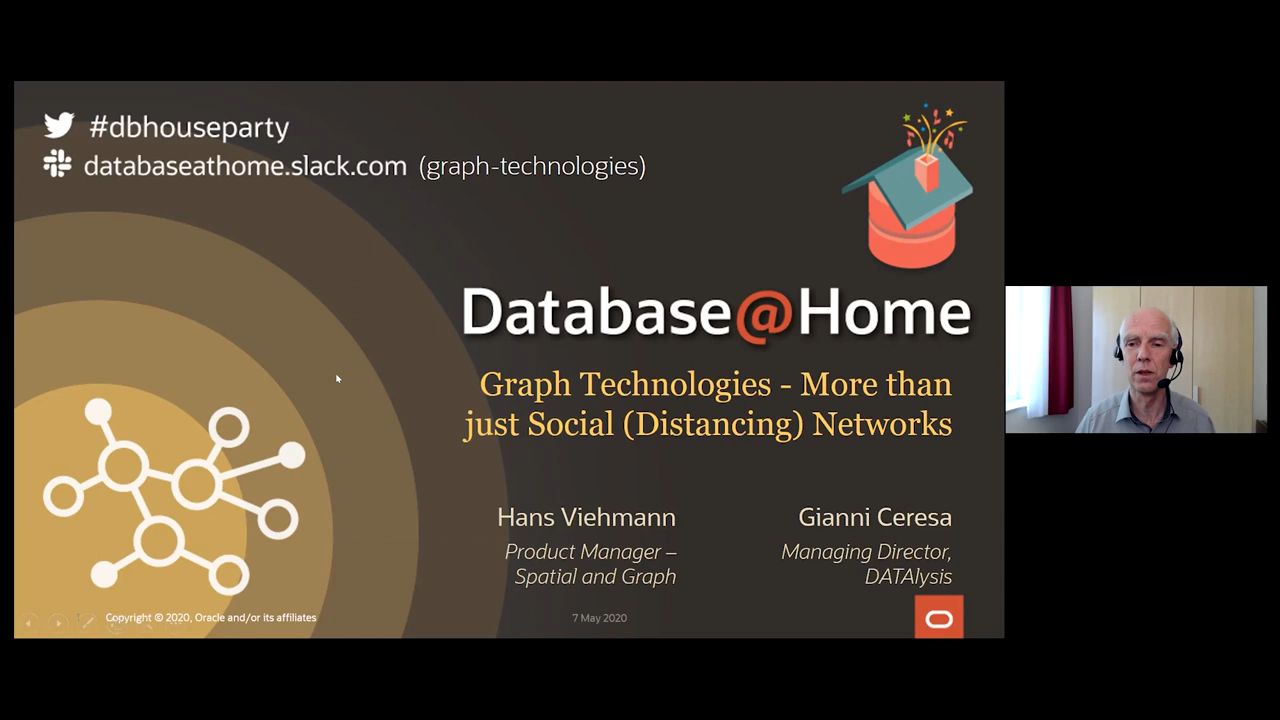 #dbhouseparty
databaseathome.slack.com (graph-technologies)
Database@Home
Graph Technologies - More than
just Social (Distancing) Networks
Hans Viehmann
Product Manager –
Spatial and Graph
Gianni Ceresa
Managing Director,
DATAlysis
Copyright © 2020, Oracle and/or its affiliates
7 May 2020